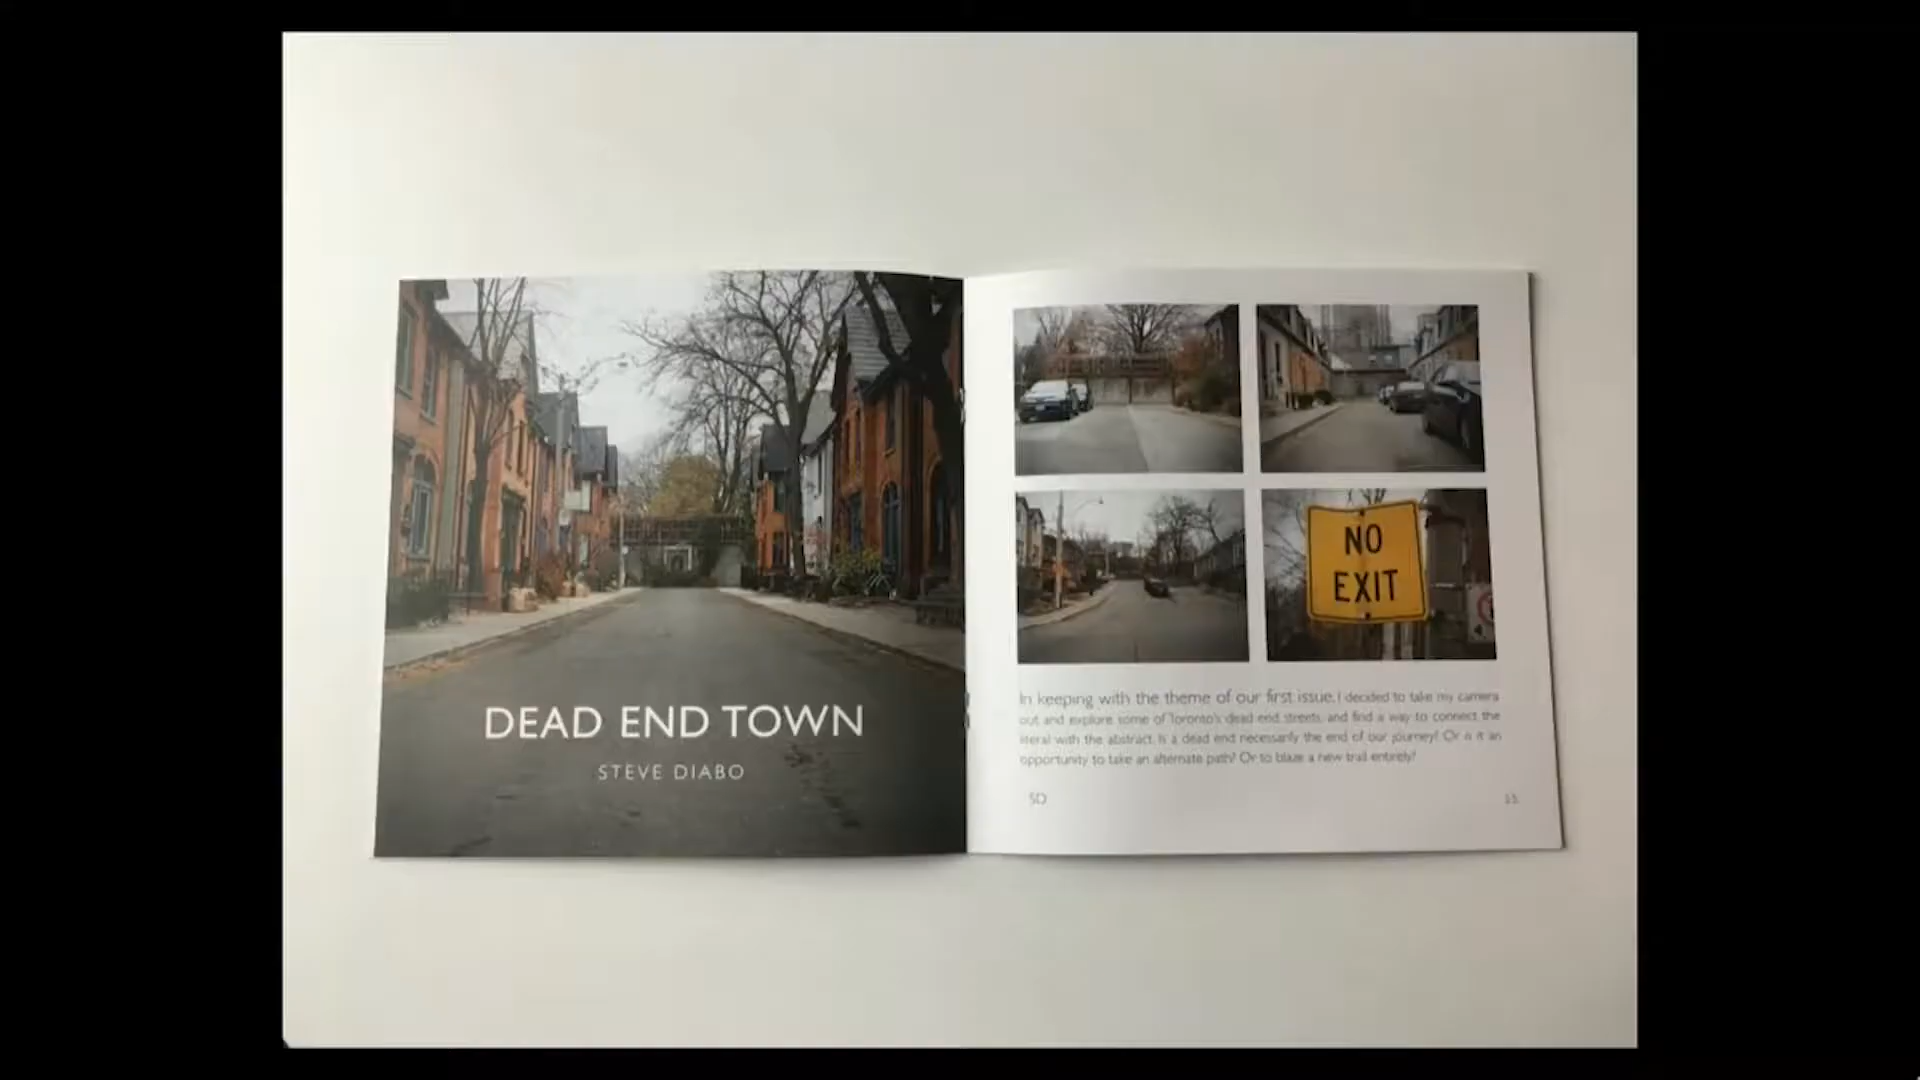 DEAD END TOWN
STEVE DIABO
NO
EXIT
In keeping with the theme of our first issue, I decided to take my camera
out and explore some of Toronto's dead end streets, and find a way to connect the
literal with the abstract. Is a dead end necessarily the end of our journey? Or is it an
opportunity to take an alternate path? Or to blaze a new trail entirely?
SD